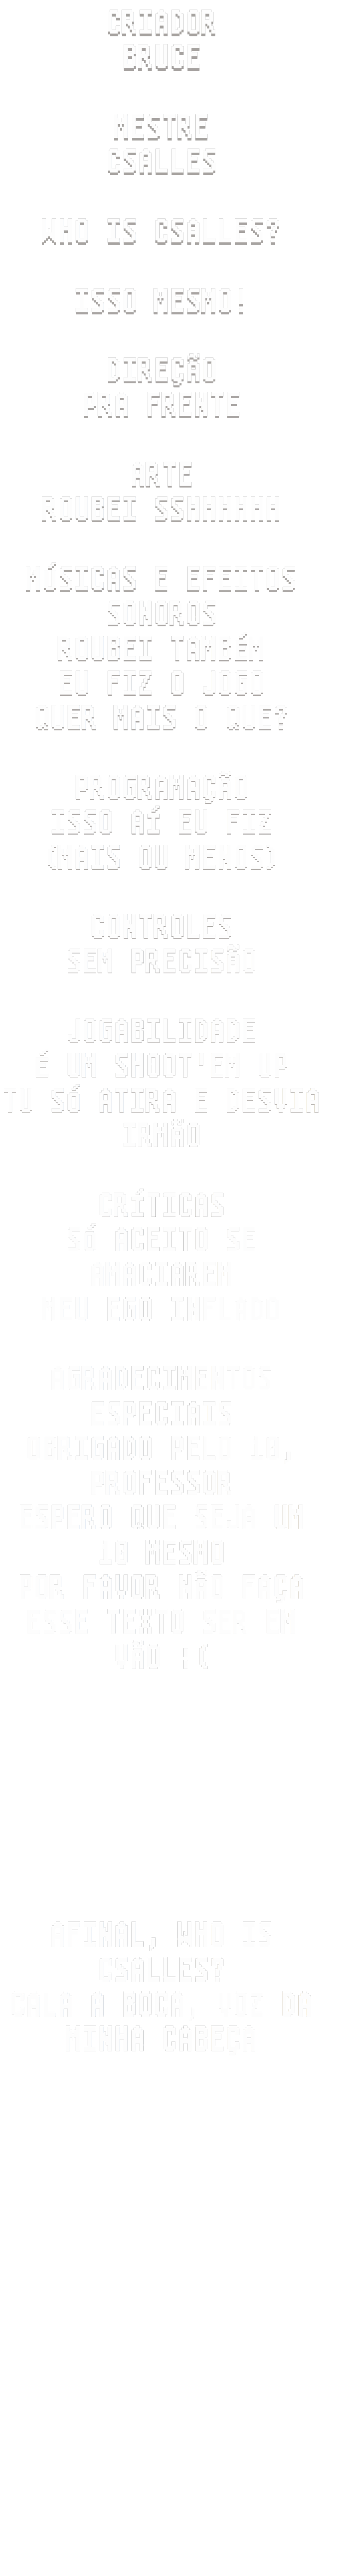 CRIADOR
BRUCE
MESTRE
CSALLES
WHO IS CSALLES?
ISSO MESMO!
DIREÇÃO
PRA FRENTE
ARTE
ROUBEI SSHHHHHH
MÚSICAS E EFEITOS
SONOROS
ROUBEI TAMBÉM
EU FIZ O JOGO
QUER MAIS O QUE?
PROGRAMAÇÃO
ISSO AÍ EU FIZ
(MAIS OU MENOS)
CONTROLES
SEM PRECISÃO
JOGABILIDADE
É UM SHOOT'EM UP
TU SÓ ATIRA E DESVIA
IRMÃO
CRÍTICAS
SÓ ACEITO SE
AMACIAREM
MEU EGO INFLADO
AGRADECIMENTOS
ESPECIAIS
OBRIGADO PELO 10,
PROFESSOR
ESPERO QUE SEJA UM
10 MESMO
POR FAVOR NÃO FAÇA
ESSE TEXTO SER EM
VÃO :(
AFINAL, WHO IS
CSALLES?
CALA A BOCA, VOZ DA
MINHA CABEÇA